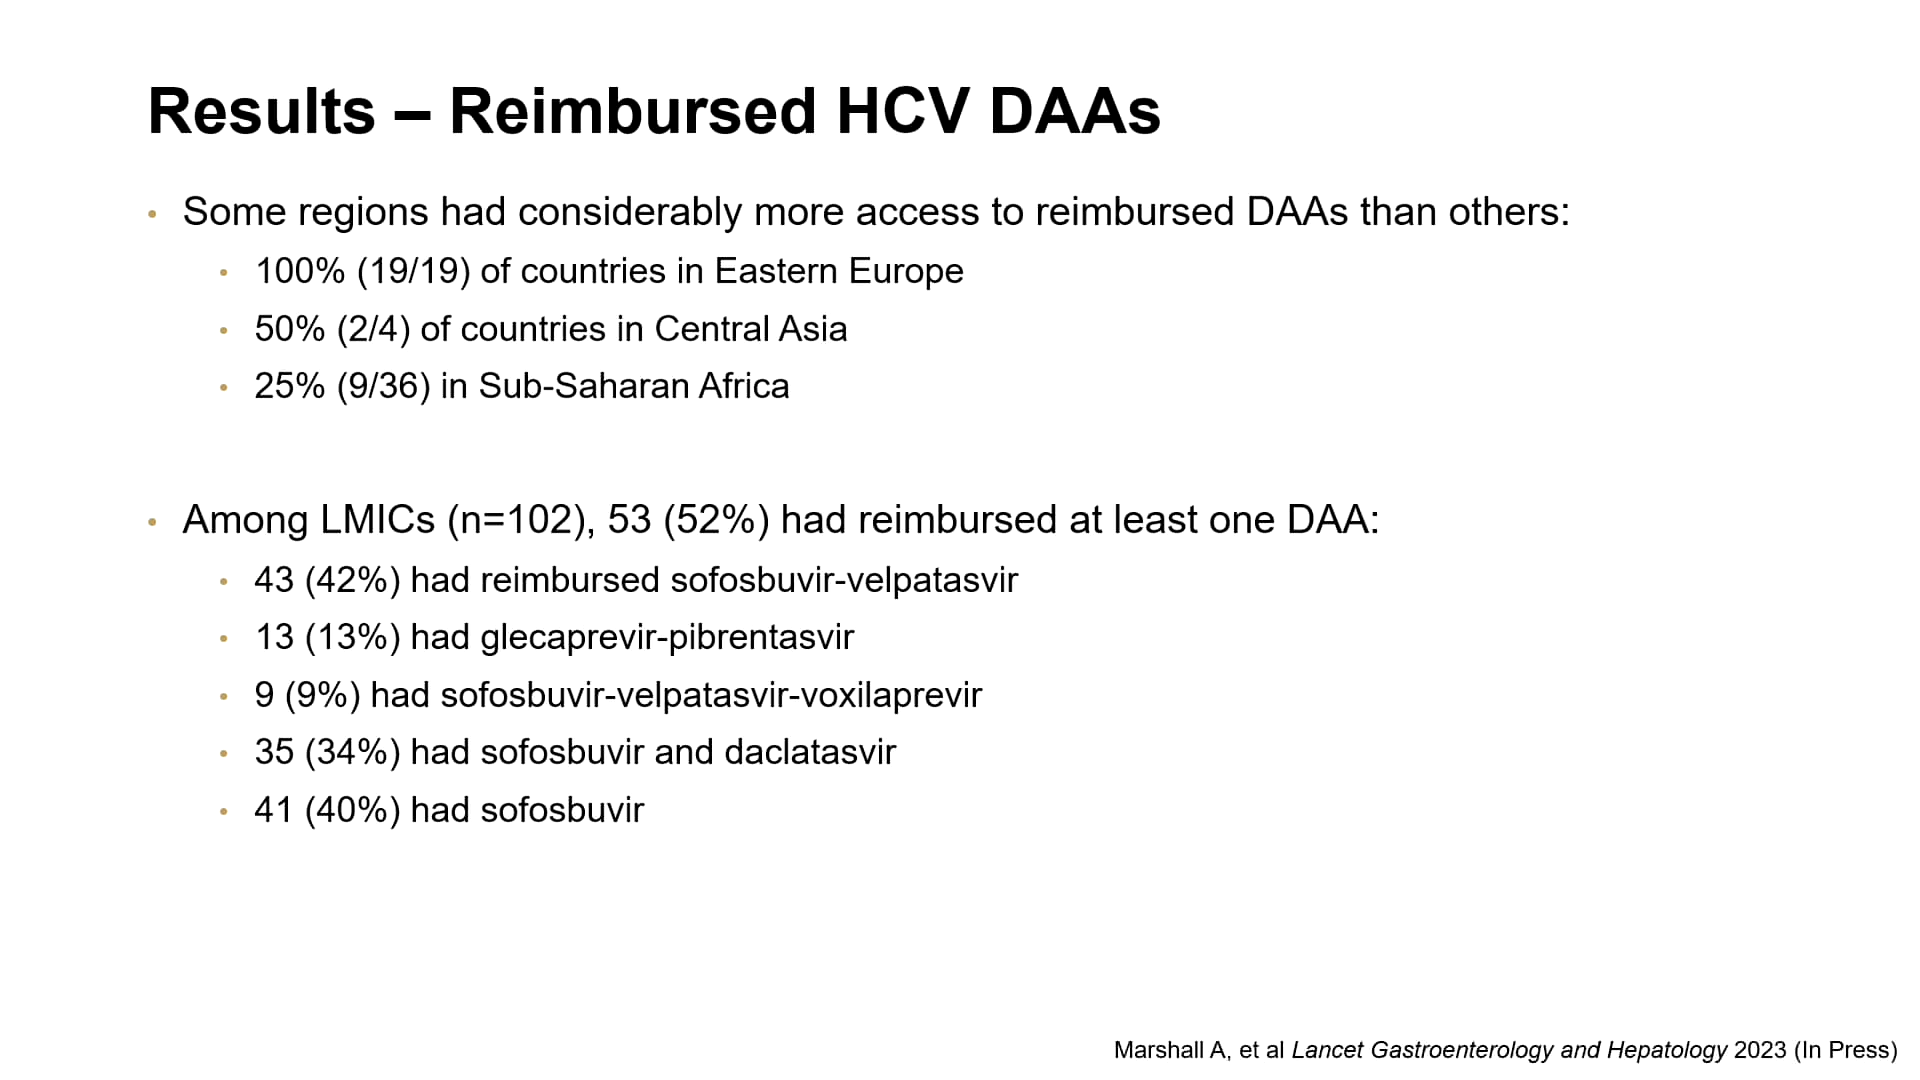 Results – Reimbursed HCV DAAs
• Some regions had considerably more access to reimbursed DAAs than others:
• 100% (19/19) of countries in Eastern Europe
• 50% (2/4) of countries in Central Asia
• 25% (9/36) in Sub-Saharan Africa
• Among LMICs (n=102), 53 (52%) had reimbursed at least one DAA:
• 43 (42%) had reimbursed sofosbuvir-velpatasvir
• 13 (13%) had glecaprevir-pibrentasvir
• 9 (9%) had sofosbuvir-velpatasvir-voxilaprevir
• 35 (34%) had sofosbuvir and daclatasvir
• 41 (40%) had sofosbuvir
Marshall A, et al Lancet Gastroenterology and Hepatology 2023 (In Press)